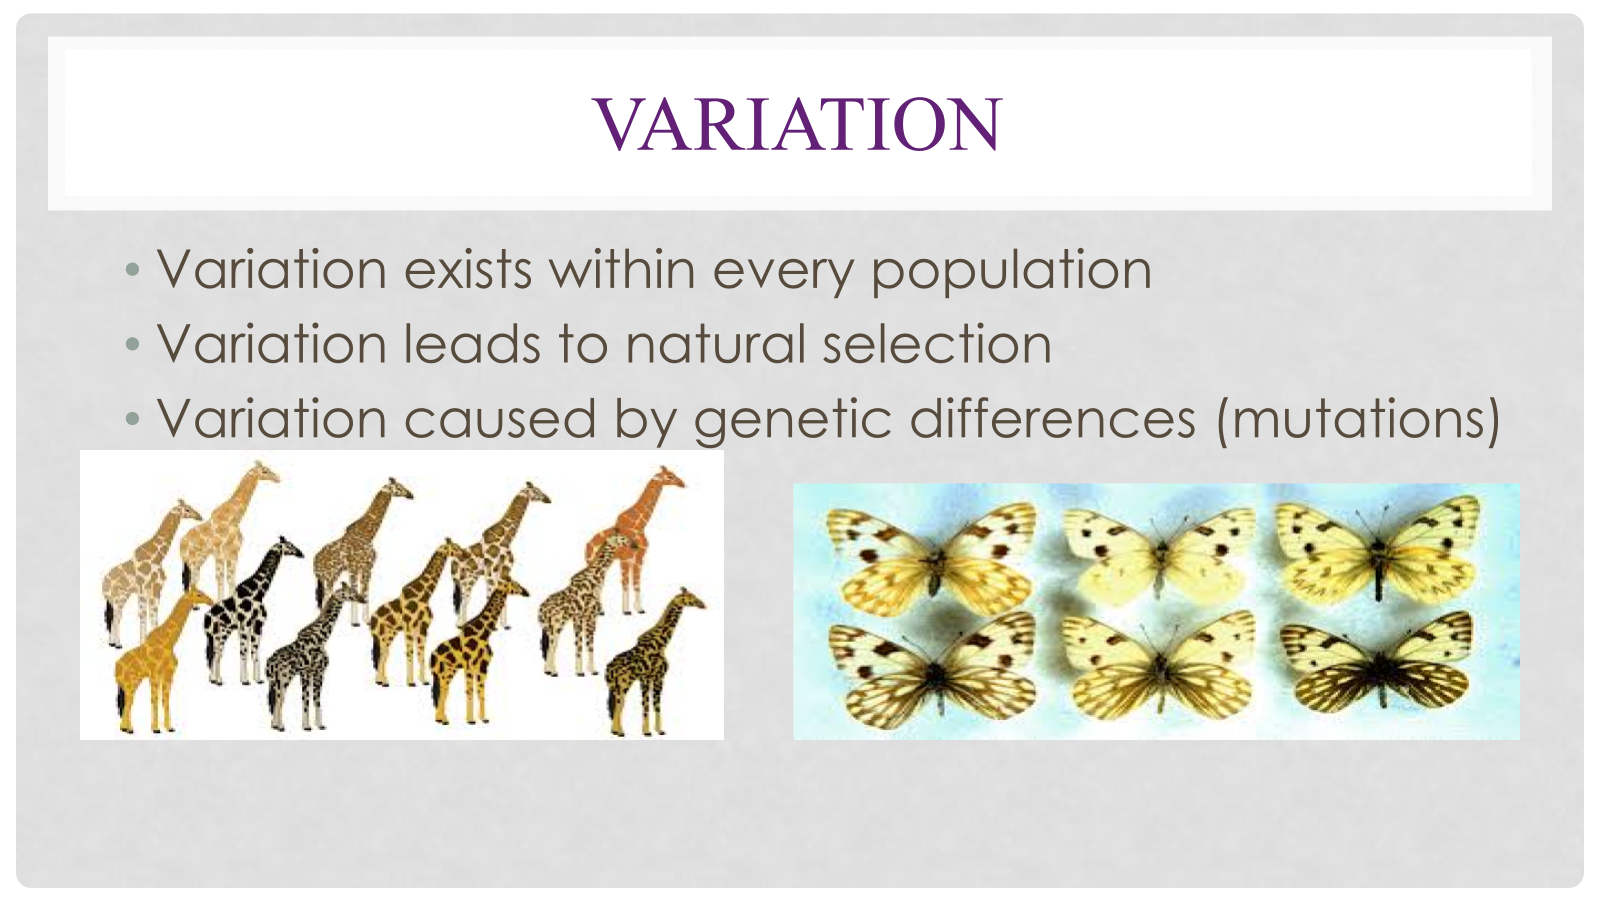 VARIATION
• Variation exists within every population
• Variation leads to natural selection
• Variation caused by genetic differences (mutations)